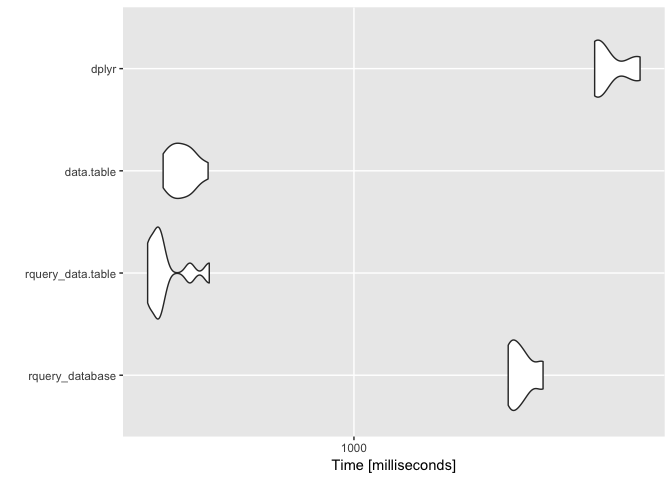 dplyr
data.table
rquery_data.table
rquery_database
1000
Time [milliseconds]